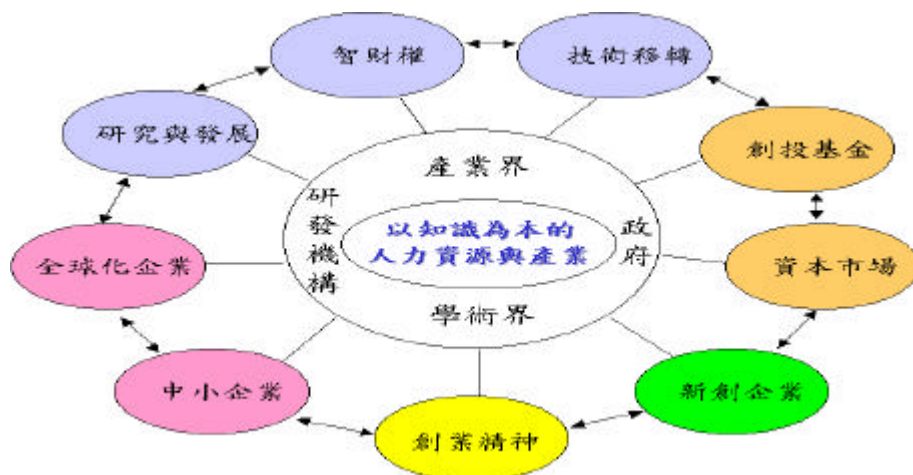 智財權
技術移轉
研究與發展
創投基金
產業界
研發機構
政府
以知識為本的
人力資源與產業
全球化企業
資本市場
學術界
中小企業
新創企業
創業精神